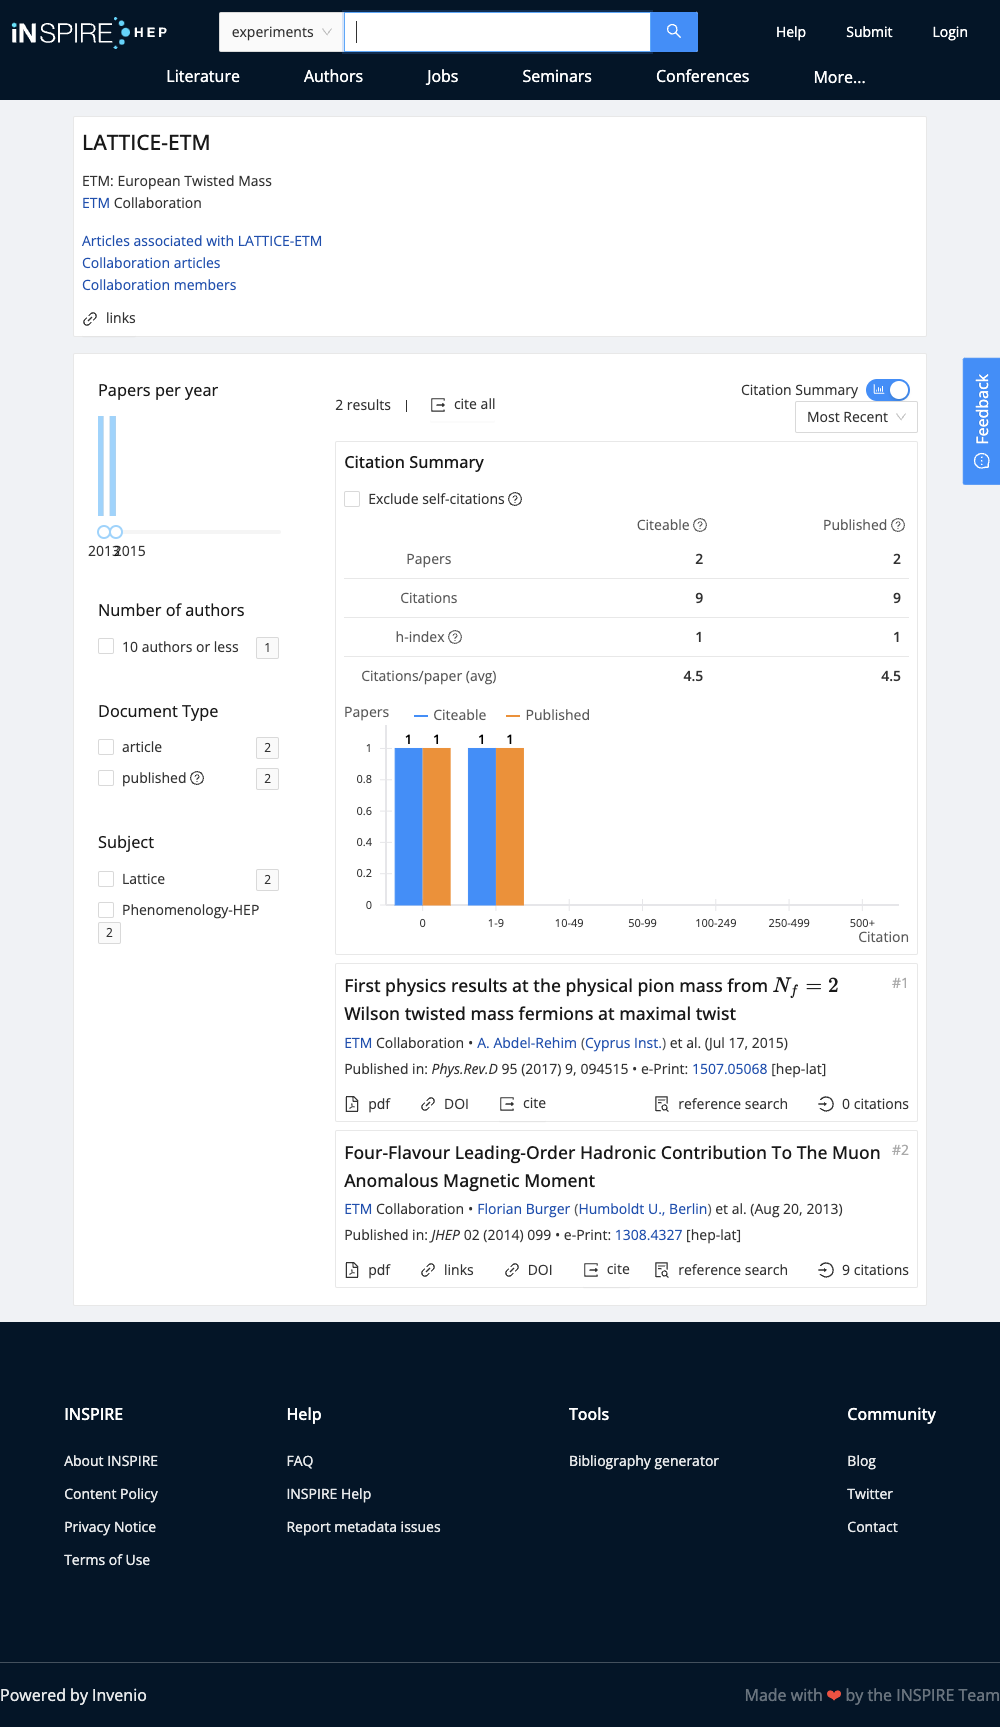 iNSPIRE HEP
experiments
Help Submit Login
Literature Authors Jobs Seminars Conferences More...
LATTICE-ETM
ETM: European Twisted Mass
ETM Collaboration
Articles associated with LATTICE-ETM
Collaboration articles
Collaboration members
links
Feedback
Papers per year
2013 2015
Number of authors
10 authors or less 1
Document Type
article 2
published 2
Subject
Lattice 2
Phenomenology-HEP
2
2 results | cite all
Citation Summary
Most Recent
Citation Summary
Exclude self-citations
Citeable Published
Papers 2 2
Citations 9 9
h-index 1 1
Citations/paper (avg) 4.5 4.5
Papers Citeable Published
1 1 1 1
1
0.8
0.6
0.4
0.2
0
0 1-9 10-49 50-99 100-249 250-499 500+
Citation
First physics results at the physical pion mass from N_f = 2 #1
Wilson twisted mass fermions at maximal twist
ETM Collaboration • A. Abdel-Rehim (Cyprus Inst.) et al. (Jul 17, 2015)
Published in: Phys.Rev.D 95 (2017) 9, 094515 • e-Print: 1507.05068 [hep-lat]
pdf DOI cite reference search 0 citations
Four-Flavour Leading-Order Hadronic Contribution To The Muon #2
Anomalous Magnetic Moment
ETM Collaboration • Florian Burger (Humboldt U., Berlin) et al. (Aug 20, 2013)
Published in: JHEP 02 (2014) 099 • e-Print: 1308.4327 [hep-lat]
pdf links DOI cite reference search 9 citations
INSPIRE
About INSPIRE
Content Policy
Privacy Notice
Terms of Use
Help
FAQ
INSPIRE Help
Report metadata issues
Tools
Bibliography generator
Community
Blog
Twitter
Contact
Powered by Invenio
Made with ❤ by the INSPIRE Team